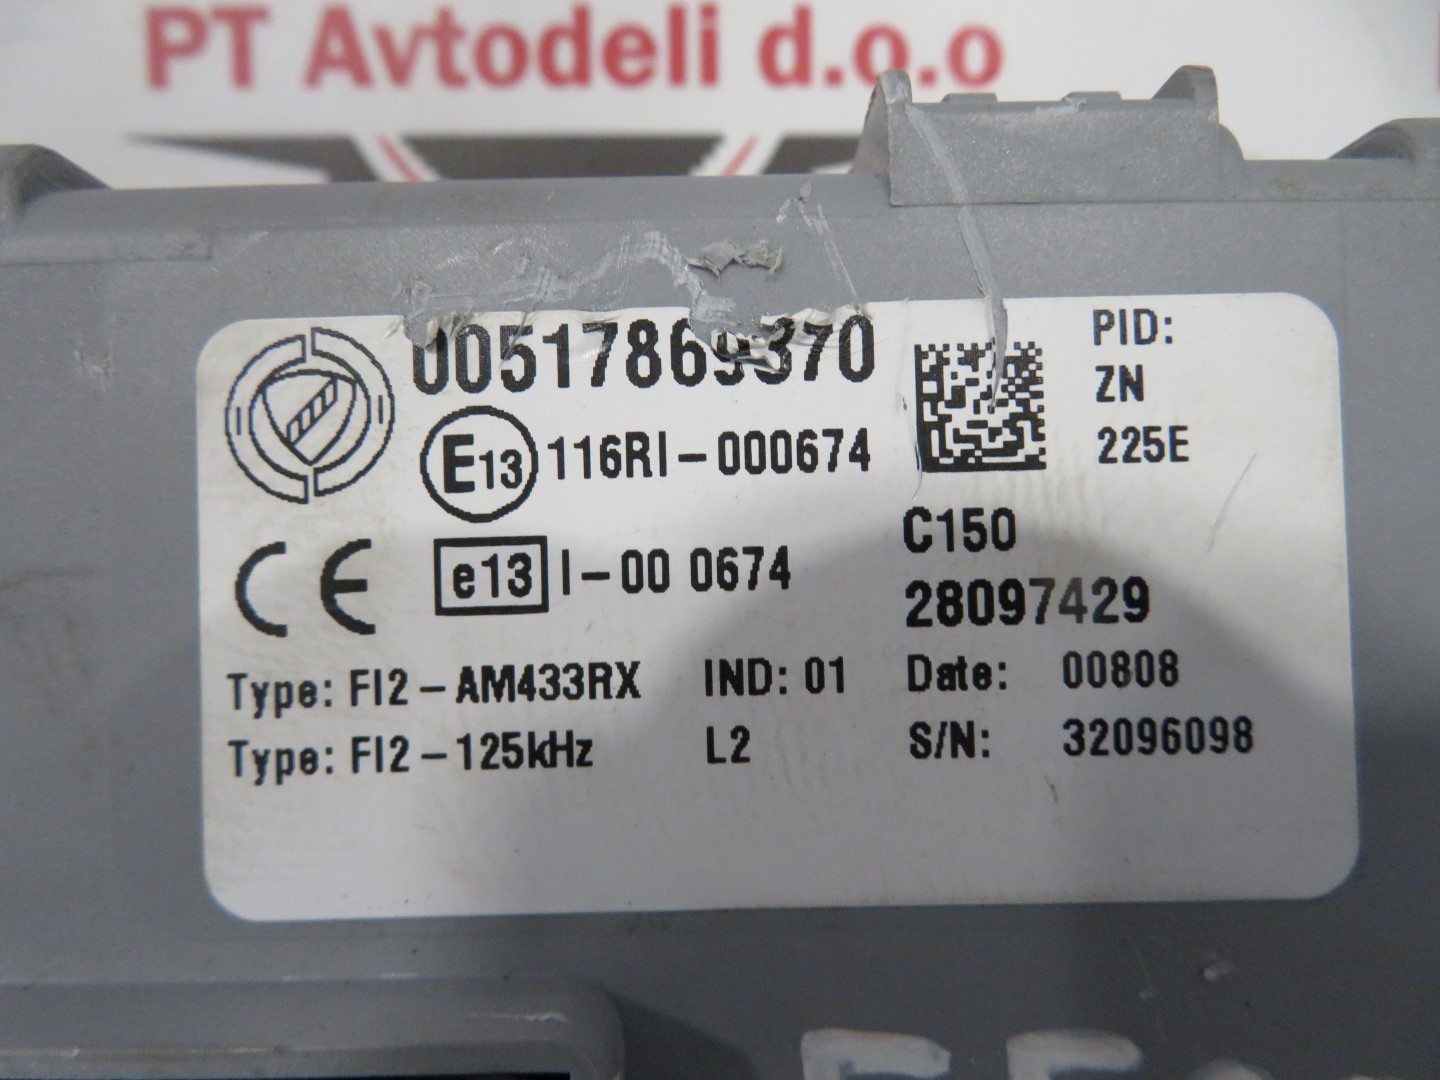 PT Avtodeli d.o.o
00517869370
E13 116RI-000674
PID:
ZN
225E
CE e13 I-00 0674
C150
28097429
Type: FI2-AM433RX IND: 01 Date: 00808
Type: FI2-125kHz L2 S/N: 32096098